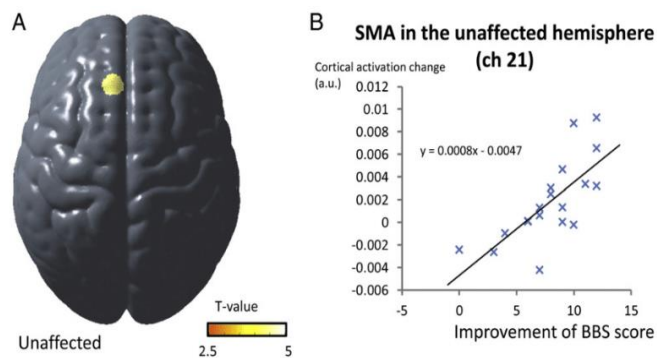 A
Unaffected
T-value
2.5 5
B
SMA in the unaffected hemisphere
(ch 21)
Cortical activation change
(a.u.)
0.012
0.01
0.008
0.006
0.004
0.002
0
-0.002
-0.004
-0.006
y = 0.0008x - 0.0047
-5 0 5 10 15
Improvement of BBS score